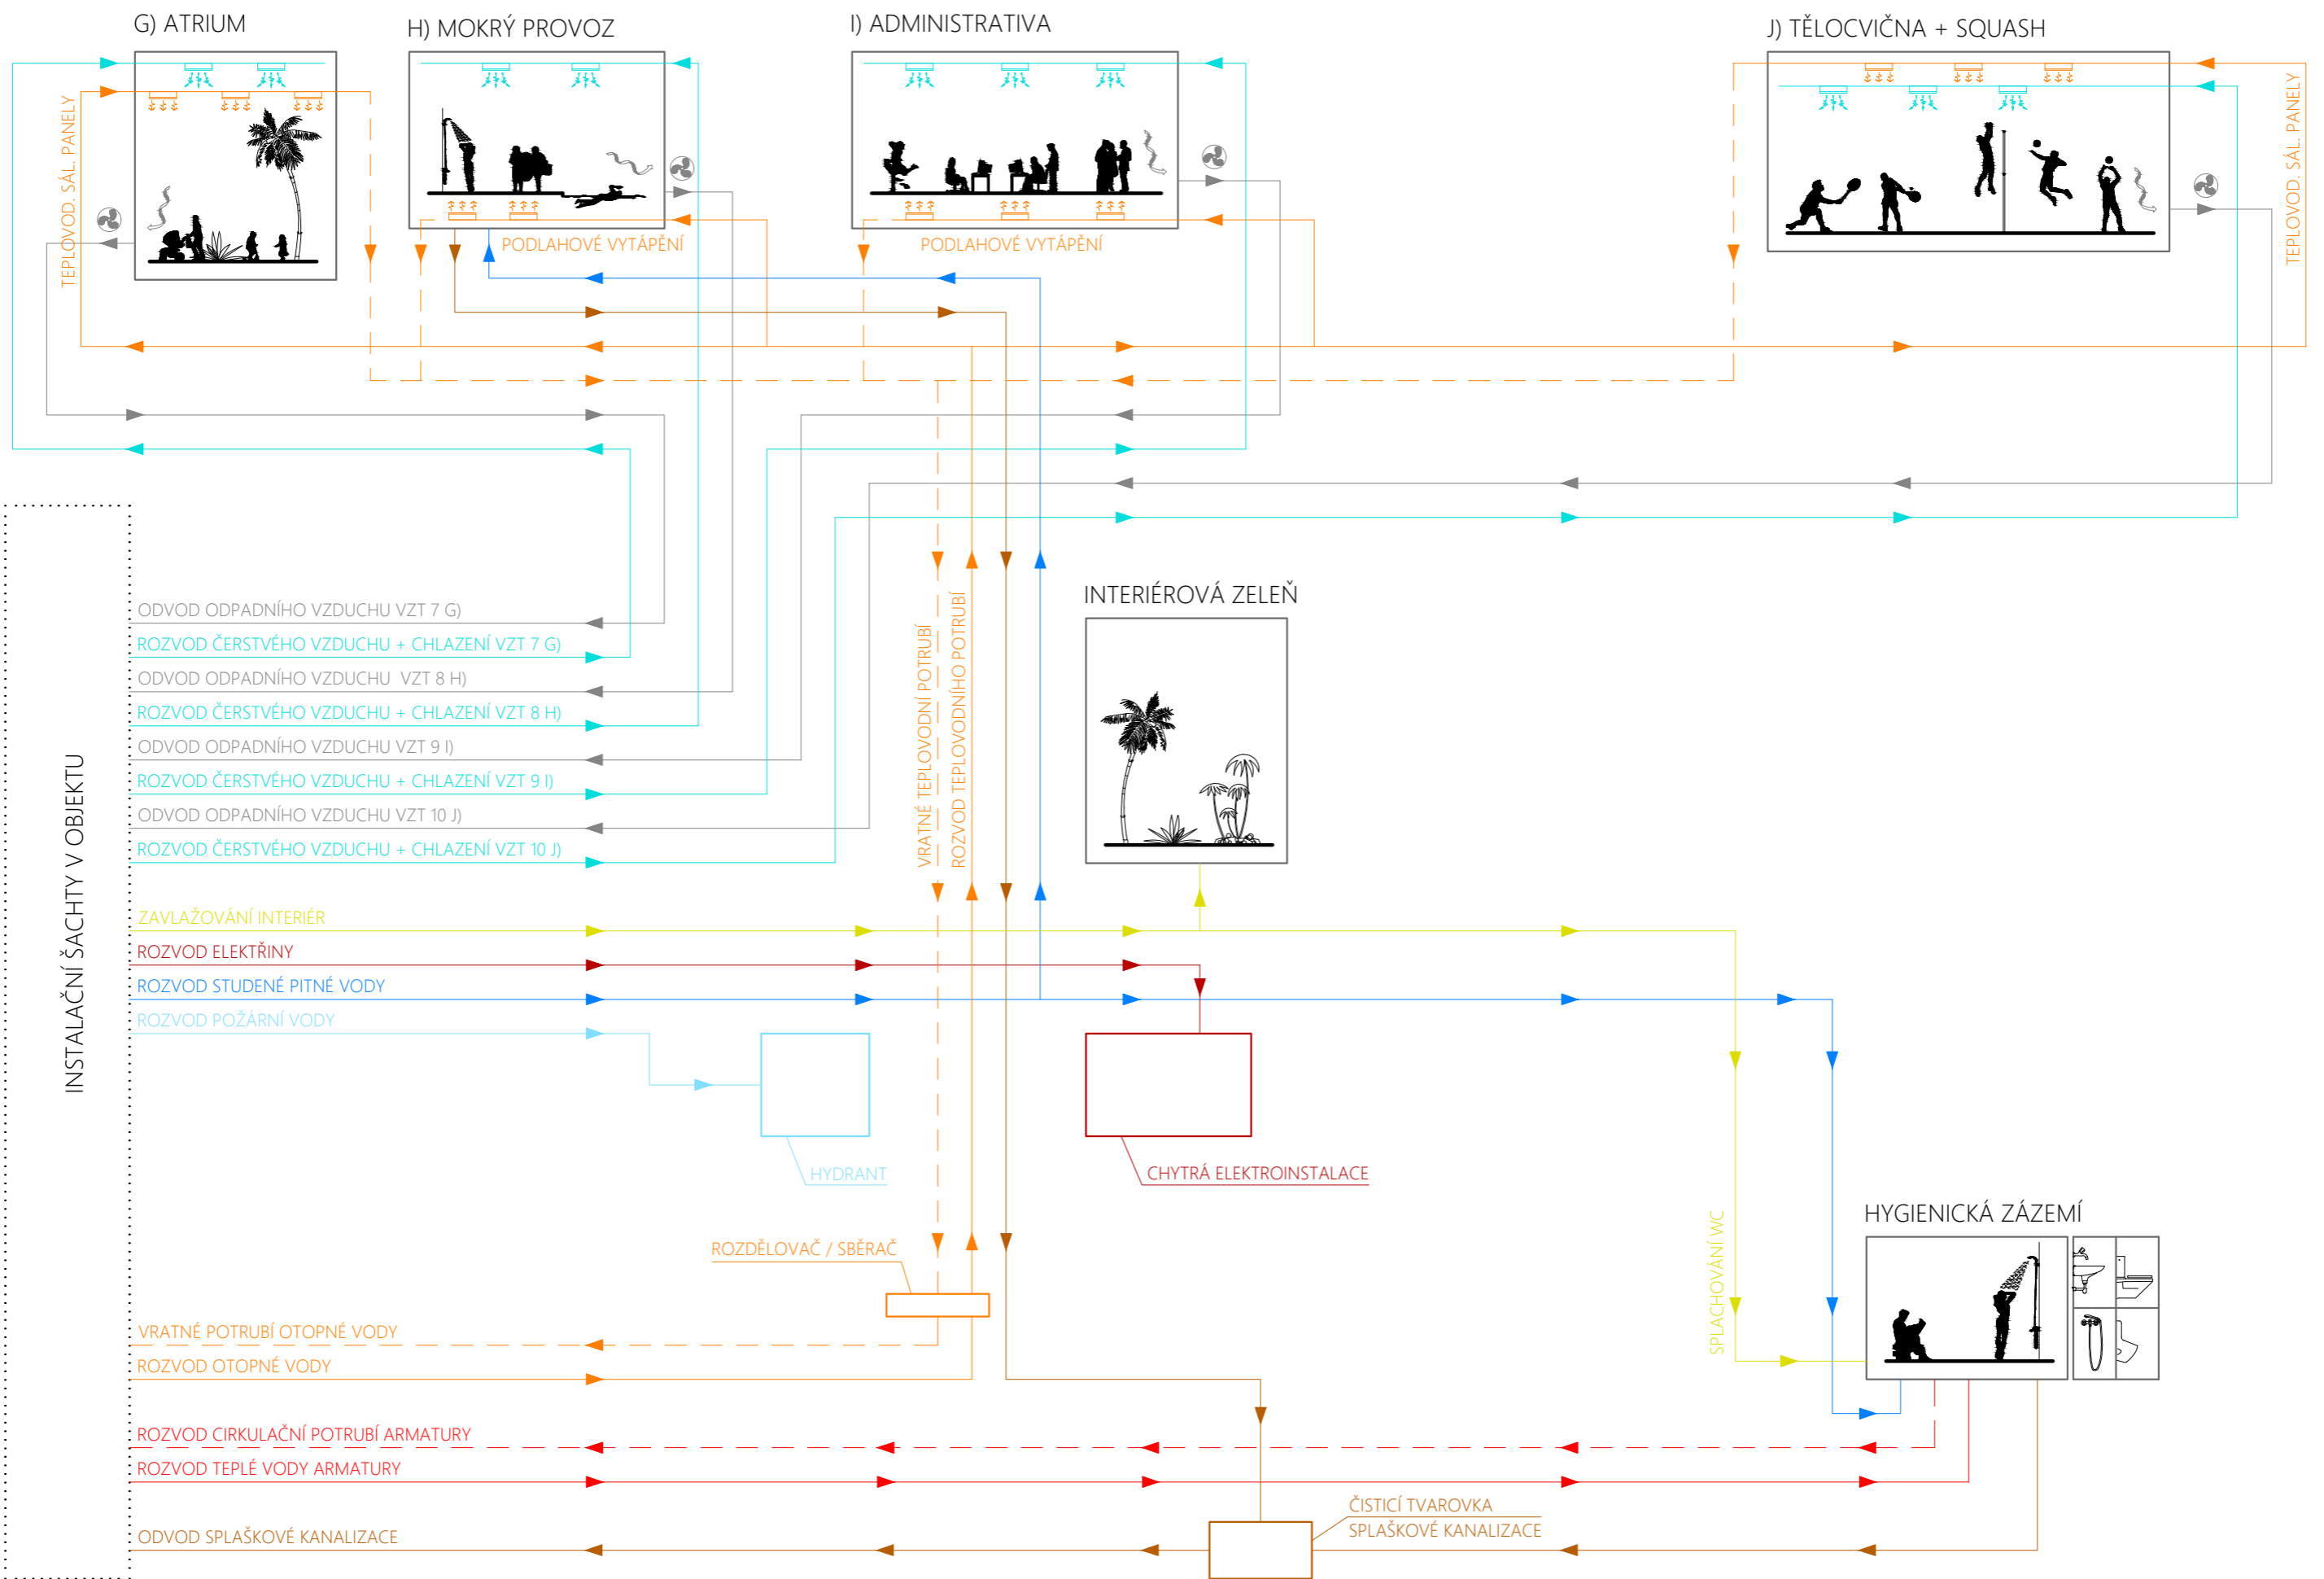 G) ATRIUM
H) MOKRÝ PROVOZ
I) ADMINISTRATIVA
J) TĚLOCVIČNA + SQUASH
TEPLOVOD. SÁL. PANELY
PODLAHOVÉ VYTÁPĚNÍ
PODLAHOVÉ VYTÁPĚNÍ
TEPLOVOD. SÁL. PANELY
INSTALAČNÍ ŠACHTY V OBJEKTU
ODVOD ODPADNÍHO VZDUCHU VZT 7 G)
ROZVOD ČERSTVÉHO VZDUCHU + CHLAZENÍ VZT 7 G)
ODVOD ODPADNÍHO VZDUCHU VZT 8 H)
ROZVOD ČERSTVÉHO VZDUCHU + CHLAZENÍ VZT 8 H)
ODVOD ODPADNÍHO VZDUCHU VZT 9 I)
ROZVOD ČERSTVÉHO VZDUCHU + CHLAZENÍ VZT 9 I)
ODVOD ODPADNÍHO VZDUCHU VZT 10 J)
ROZVOD ČERSTVÉHO VZDUCHU + CHLAZENÍ VZT 10 J)
VRATNÉ TEPLOVODNÍ POTRUBÍ
ROZVOD TEPLOVODNÍHO POTRUBÍ
INTERIÉROVÁ ZELEŇ
ZAVLAŽOVÁNÍ INTERIÉR
ROZVOD ELEKTŘINY
ROZVOD STUDENÉ PITNÉ VODY
ROZVOD POŽÁRNÍ VODY
HYDRANT
CHYTRÁ ELEKTROINSTALACE
SPLACHOVÁNÍ WC
HYGIENICKÁ ZÁZEMÍ
ROZDĚLOVAČ / SBĚRAČ
VRATNÉ POTRUBÍ OTOPNÉ VODY
ROZVOD OTOPNÉ VODY
ROZVOD CIRKULAČNÍ POTRUBÍ ARMATURY
ROZVOD TEPLÉ VODY ARMATURY
ČISTICÍ TVAROVKA
SPLAŠKOVÉ KANALIZACE
ODVOD SPLAŠKOVÉ KANALIZACE